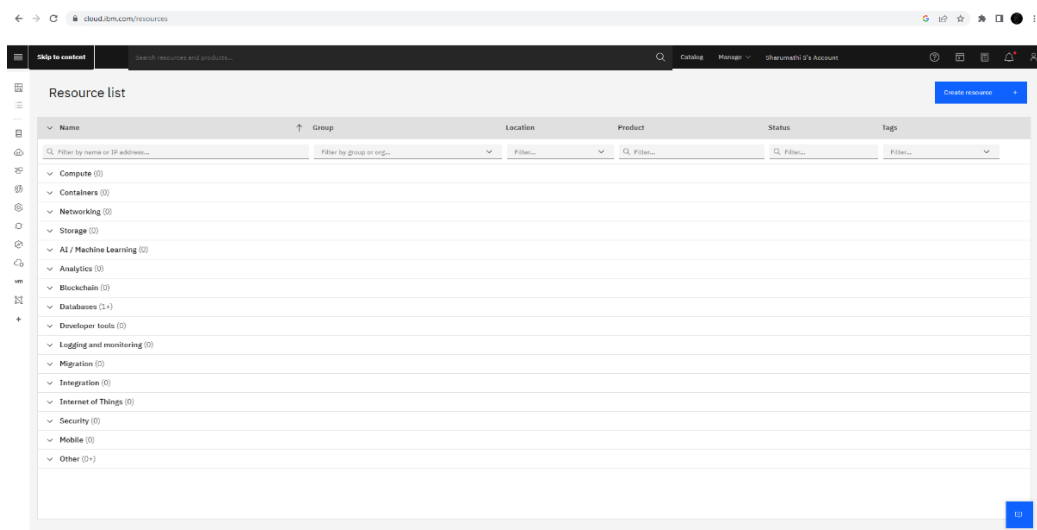 cloud.ibm.com/resources
Skip to content Search resources and products... Catalog Manage Sharumathi S's Account
Resource list Create resource +
Name Group Location Product Status Tags
Filter by name or IP address... Filter by group or org... Filter... Filter... Filter... Filter...
Compute (0)
Containers (0)
Networking (0)
Storage (0)
AI / Machine Learning (0)
Analytics (0)
Blockchain (0)
Databases (1+)
Developer tools (0)
Logging and monitoring (0)
Migration (0)
Integration (0)
Internet of Things (0)
Security (0)
Mobile (0)
Other (0+)